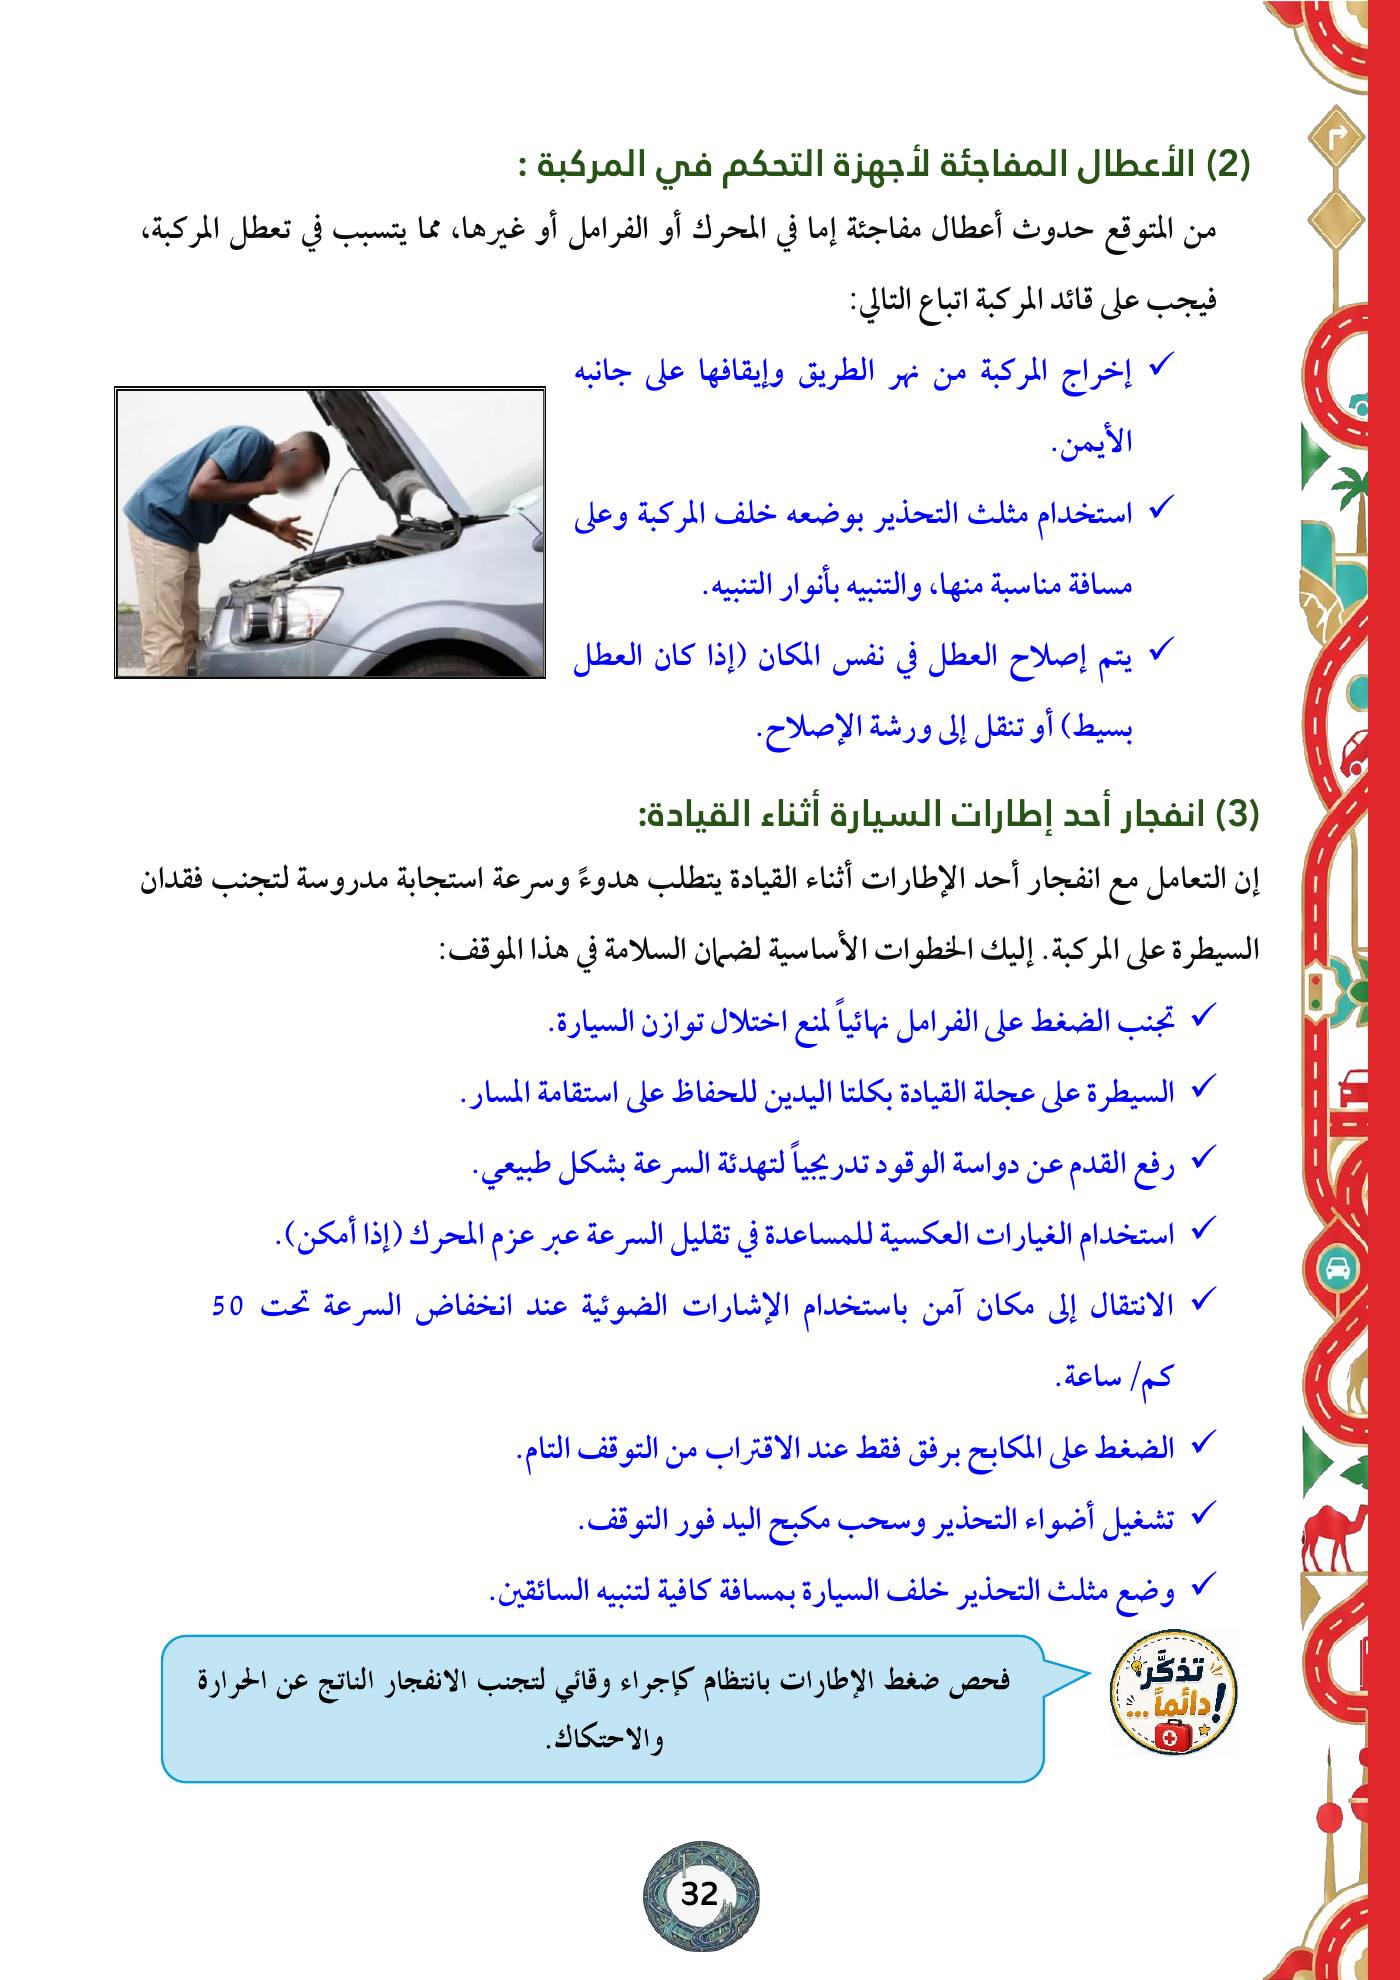 (2) الأعطال المفاجئة لأجهزة التحكم في المركبة :
من المتوقع حدوث أعطال مفاجئة إما في المحرك أو الفرامل أو غيرها، مما يتسبب في تعطل المركبة،
فيجب على قائد المركبة اتباع التالي:
✓ إخراج المركبة من نهر الطريق وإيقافها على جانبه
الأيمن.
✓ استخدام مثلث التحذير بوضعه خلف المركبة وعلى
مسافة مناسبة منها، والتنبيه بأنوار التنبيه.
✓ يتم إصلاح العطل في نفس المكان (إذا كان العطل
بسيط) أو تنقل إلى ورشة الإصلاح.
(3) انفجار أحد إطارات السيارة أثناء القيادة:
إن التعامل مع انفجار أحد الإطارات أثناء القيادة يتطلب هدوءً وسرعة استجابة مدروسة لتجنب فقدان
السيطرة على المركبة. إليك الخطوات الأساسية لضمان السلامة في هذا الموقف:
✓ تجنب الضغط على الفرامل نهائياً لمنع اختلال توازن السيارة.
✓ السيطرة على عجلة القيادة بكلتا اليدين للحفاظ على استقامة المسار.
✓ رفع القدم عن دواسة الوقود تدريجياً لتهدئة السرعة بشكل طبيعي.
✓ استخدام الغيارات العكسية للمساعدة في تقليل السرعة عبر عزم المحرك (إذا أمكن).
✓ الانتقال إلى مكان آمن باستخدام الإشارات الضوئية عند انخفاض السرعة تحت 50
كم/ ساعة.
✓ الضغط على المكابح برفق فقط عند الاقتراب من التوقف التام.
✓ تشغيل أضواء التحذير وسحب مكبح اليد فور التوقف.
✓ وضع مثلث التحذير خلف السيارة بمسافة كافية لتنبيه السائقين.
تذكَّر
دائماً ...!
فحص ضغط الإطارات بانتظام كإجراء وقائي لتجنب الانفجار الناتج عن الحرارة
والاحتكاك.
32